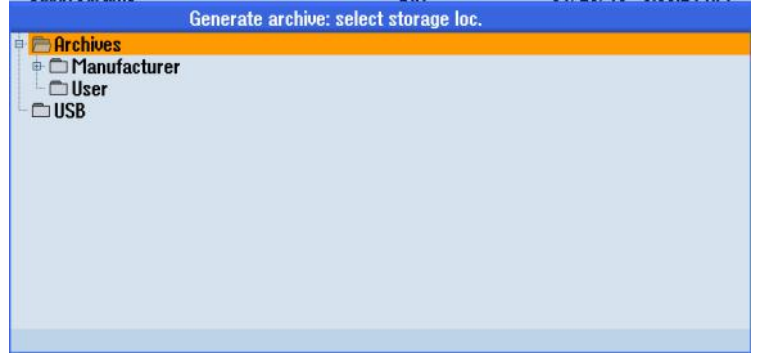 Generate archive: select storage loc.
Archives
Manufacturer
User
USB